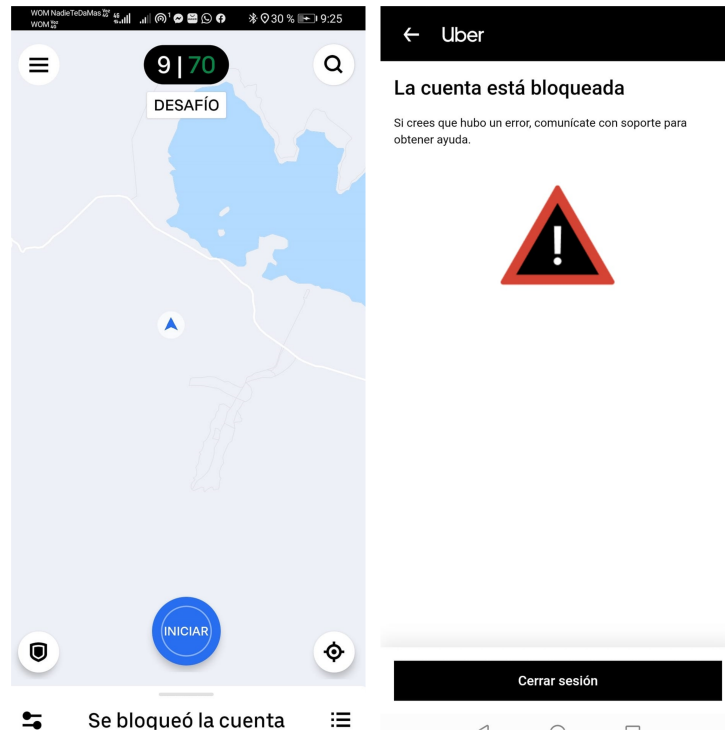 WOM NadieTeDaMas
WOM
30 % 9:25
9 | 70
DESAFÍO
INICIAR
Se bloqueó la cuenta
Uber
La cuenta está bloqueada
Si crees que hubo un error, comunícate con soporte para
obtener ayuda.
Cerrar sesión